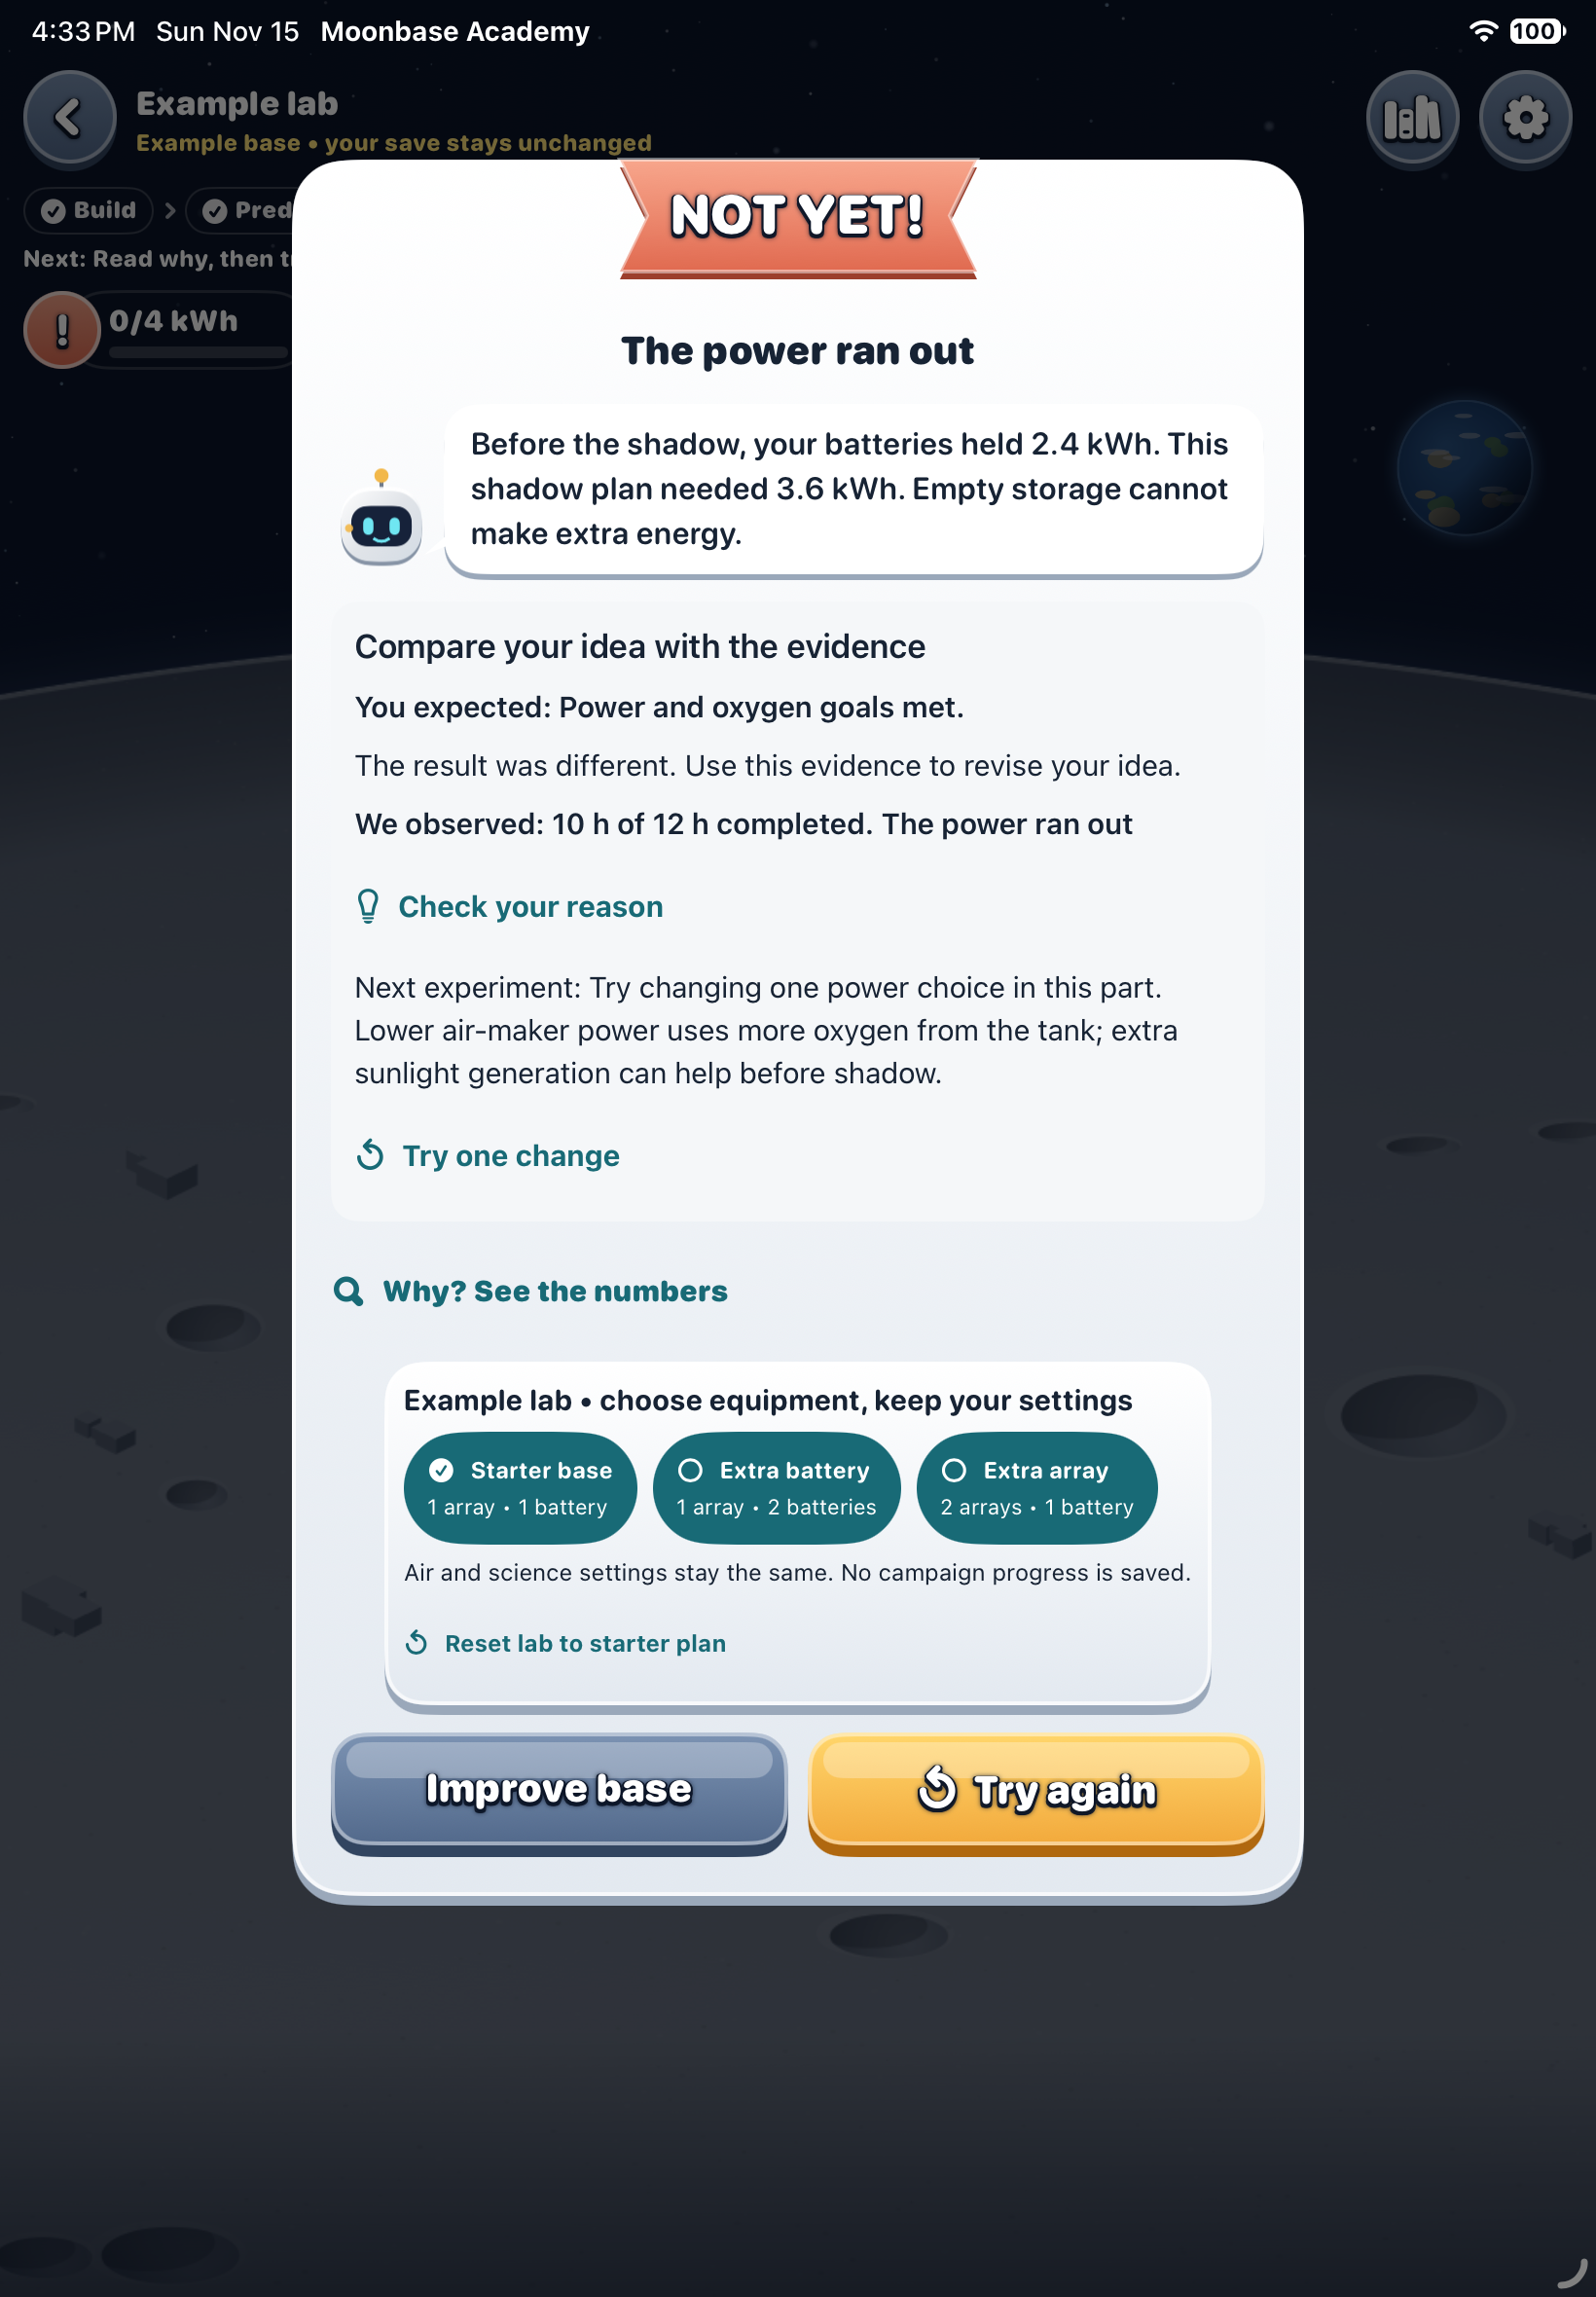 4:33 PM Sun Nov 15 Moonbase Academy
100
Example lab
Example base • your save stays unchanged
Build
Next: Read why, then
0/4 kWh
NOT YET!
The power ran out
Before the shadow, your batteries held 2.4 kWh. This
shadow plan needed 3.6 kWh. Empty storage cannot
make extra energy.
Compare your idea with the evidence
You expected: Power and oxygen goals met.
The result was different. Use this evidence to revise your idea.
We observed: 10 h of 12 h completed. The power ran out
Check your reason
Next experiment: Try changing one power choice in this part.
Lower air-maker power uses more oxygen from the tank; extra
sunlight generation can help before shadow.
Try one change
Why? See the numbers
Example lab • choose equipment, keep your settings
Starter base
1 array • 1 battery
Extra battery
1 array • 2 batteries
Extra array
2 arrays • 1 battery
Air and science settings stay the same. No campaign progress is saved.
Reset lab to starter plan
Improve base
Try again